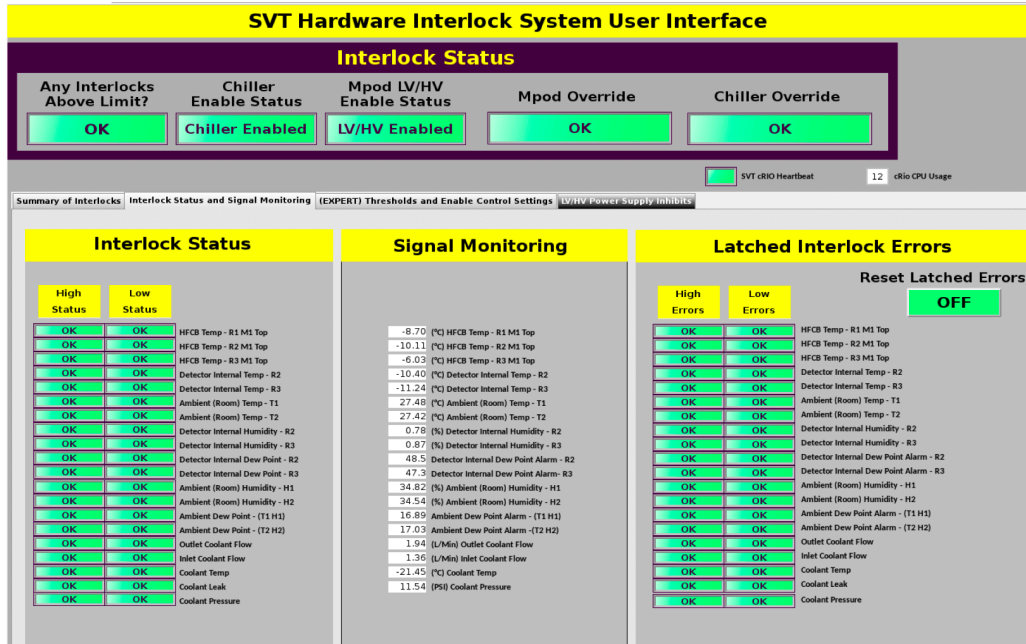 SVT Hardware Interlock System User Interface
Interlock Status
Any Interlocks Above Limit?
OK
Chiller Enable Status
Chiller Enabled
Mpod LV/HV Enable Status
LV/HV Enabled
Mpod Override
OK
Chiller Override
OK
SVT cRIO Heartbeat
12 cRio CPU Usage
Summary of Interlocks
Interlock Status and Signal Monitoring
(EXPERT) Thresholds and Enable Control Settings
LV/HV Power Supply Inhibits
Interlock Status
High Status
Low Status
OK OK HFCB Temp - R1 M1 Top
OK OK HFCB Temp - R2 M1 Top
OK OK HFCB Temp - R3 M1 Top
OK OK Detector Internal Temp - R2
OK OK Detector Internal Temp - R3
OK OK Ambient (Room) Temp - T1
OK OK Ambient (Room) Temp - T2
OK OK Detector Internal Humidity - R2
OK OK Detector Internal Humidity - R3
OK OK Detector Internal Dew Point - R2
OK OK Detector Internal Dew Point - R3
OK OK Ambient (Room) Humidity - H1
OK OK Ambient (Room) Humidity - H2
OK OK Ambient Dew Point - (T1 H1)
OK OK Ambient Dew Point - (T2 H2)
OK OK Outlet Coolant Flow
OK OK Inlet Coolant Flow
OK OK Coolant Temp
OK OK Coolant Leak
OK OK Coolant Pressure
Signal Monitoring
-8.70 (°C) HFCB Temp - R1 M1 Top
-10.11 (°C) HFCB Temp - R2 M1 Top
-6.03 (°C) HFCB Temp - R3 M1 Top
-10.40 (°C) Detector Internal Temp - R2
-11.24 (°C) Detector Internal Temp - R3
27.48 (°C) Ambient (Room) Temp - T1
27.42 (°C) Ambient (Room) Temp - T2
0.78 (%) Detector Internal Humidity - R2
0.87 (%) Detector Internal Humidity - R3
48.5 Detector Internal Dew Point Alarm - R2
47.3 Detector Internal Dew Point Alarm- R3
34.82 (%) Ambient (Room) Humidity - H1
34.54 (%) Ambient (Room) Humidity - H2
16.89 Ambient Dew Point Alarm - (T1 H1)
17.03 Ambient Dew Point Alarm -(T2 H2)
1.94 (L/Min) Outlet Coolant Flow
1.36 (L/Min) Inlet Coolant Flow
-21.45 (°C) Coolant Temp
11.54 (PSI) Coolant Pressure
Latched Interlock Errors
Reset Latched Errors
OFF
High Errors
Low Errors
OK OK HFCB Temp - R1 M1 Top
OK OK HFCB Temp - R2 M1 Top
OK OK HFCB Temp - R3 M1 Top
OK OK Detector Internal Temp - R2
OK OK Detector Internal Temp - R3
OK OK Ambient (Room) Temp - T1
OK OK Ambient (Room) Temp - T2
OK OK Detector Internal Humidity - R2
OK OK Detector Internal Humidity - R3
OK OK Detector Internal Dew Point Alarm - R2
OK OK Detector Internal Dew Point Alarm - R3
OK OK Ambient (Room) Humidity - H1
OK OK Ambient (Room) Humidity - H2
OK OK Ambient Dew Point Alarm - (T1 H1)
OK OK Ambient Dew Point Alarm - (T2 H2)
OK OK Outlet Coolant Flow
OK OK Inlet Coolant Flow
OK OK Coolant Temp
OK OK Coolant Leak
OK OK Coolant Pressure